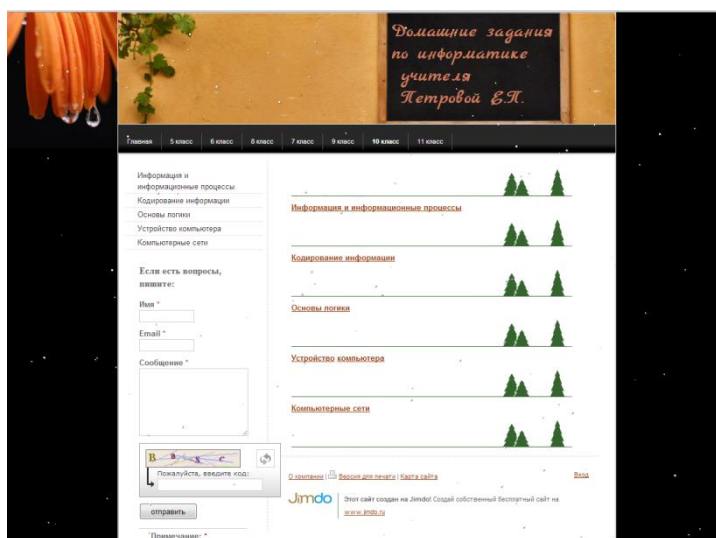 Домашние задания
по информатике
учителя
Петровой Е.П.
Главная 5 класс 6 класс 8 класс 7 класс 9 класс 10 класс 11 класс
Информация и
информационные процессы
Кодирование информации
Основы логики
Устройство компьютера
Компьютерные сети
Если есть вопросы,
пишите:
Имя *
Email *
Сообщение *
Пожалуйста, введите код:
отправить
Примечание: *
Информация и информационные процессы
Кодирование информации
Основы логики
Устройство компьютера
Компьютерные сети
О компании | Версия для печати | Карта сайта
Вход
Jimdo
Этот сайт создан на Jimdo! Создай собственный бесплатный сайт на
www.jimdo.ru